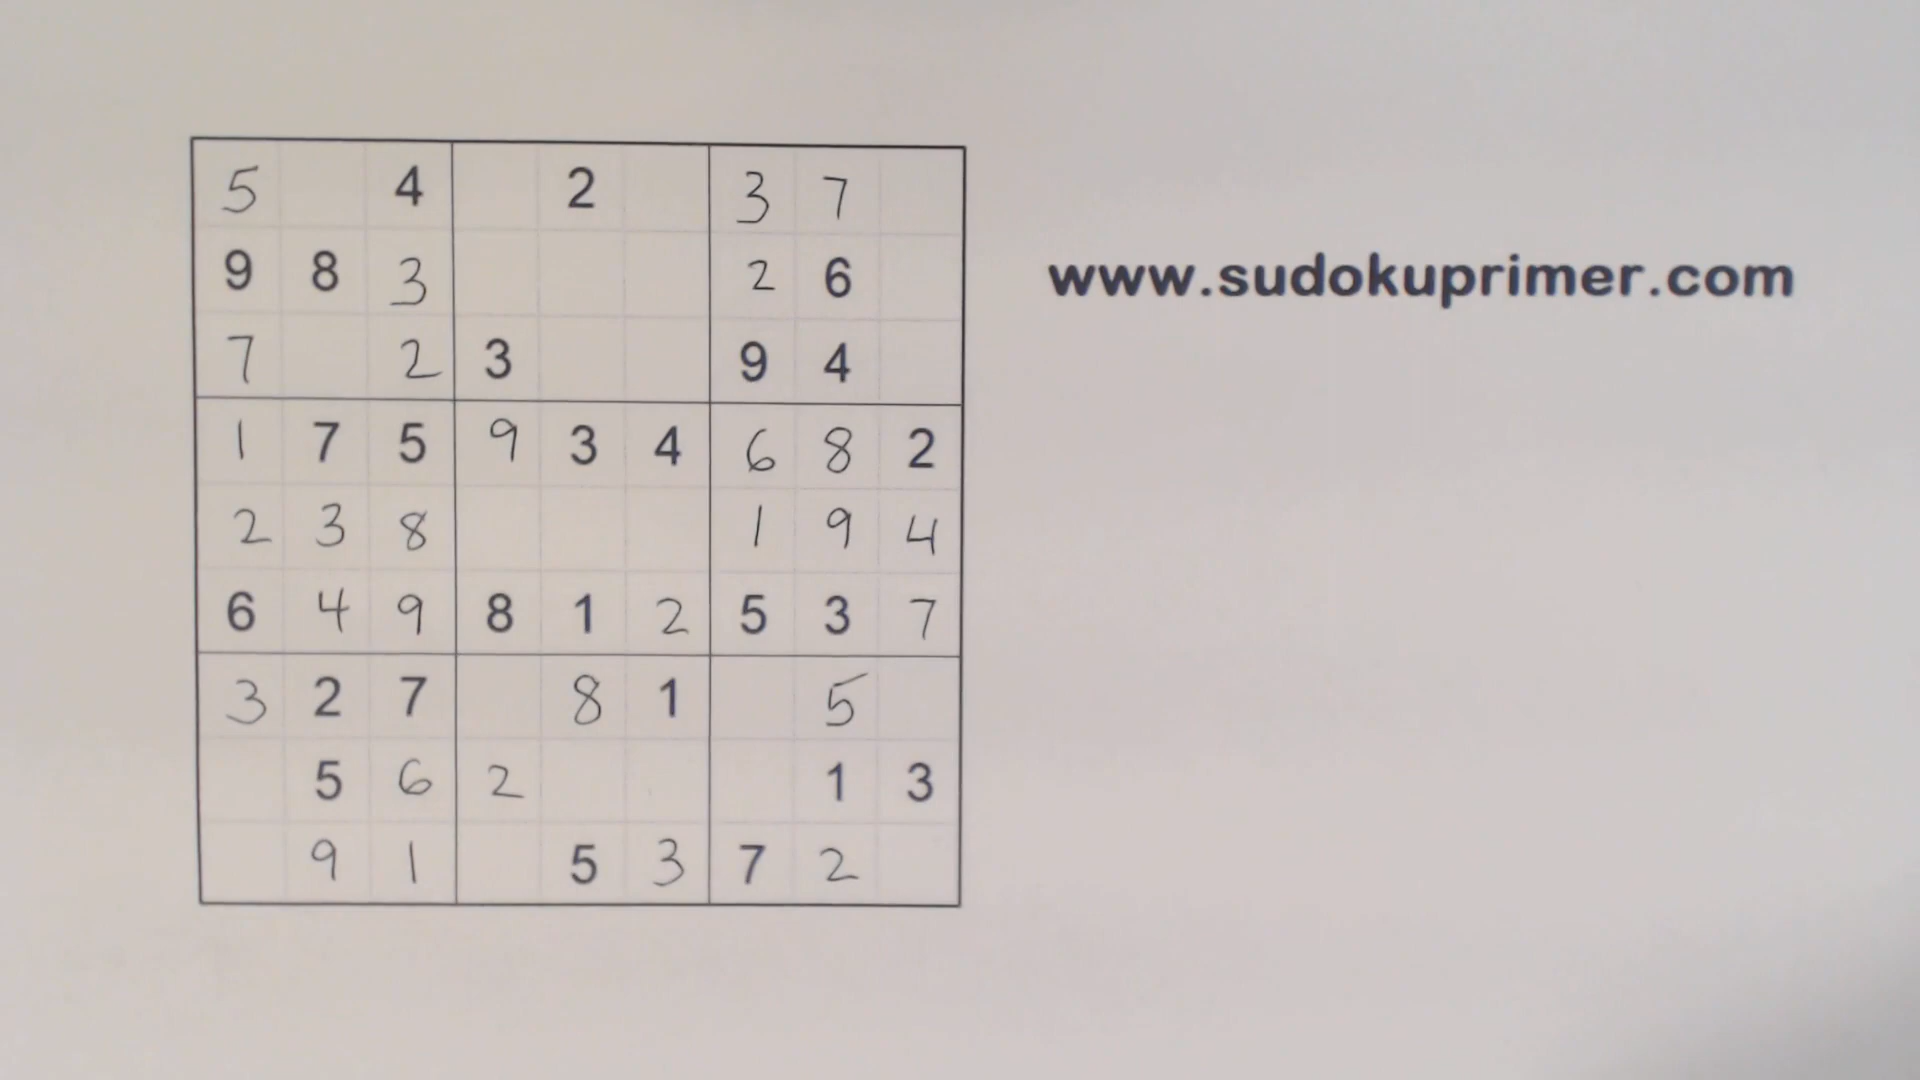 5 4 2 3 7
9 8 3 2 6
www.sudokuprimer.com
7 2 3 9 4
1 7 5 9 3 4 6 8 2
2 3 8 1 9 4
6 4 9 8 1 2 5 3 7
3 2 7 8 1 5
5 6 2 1 3
9 1 5 3 7 2